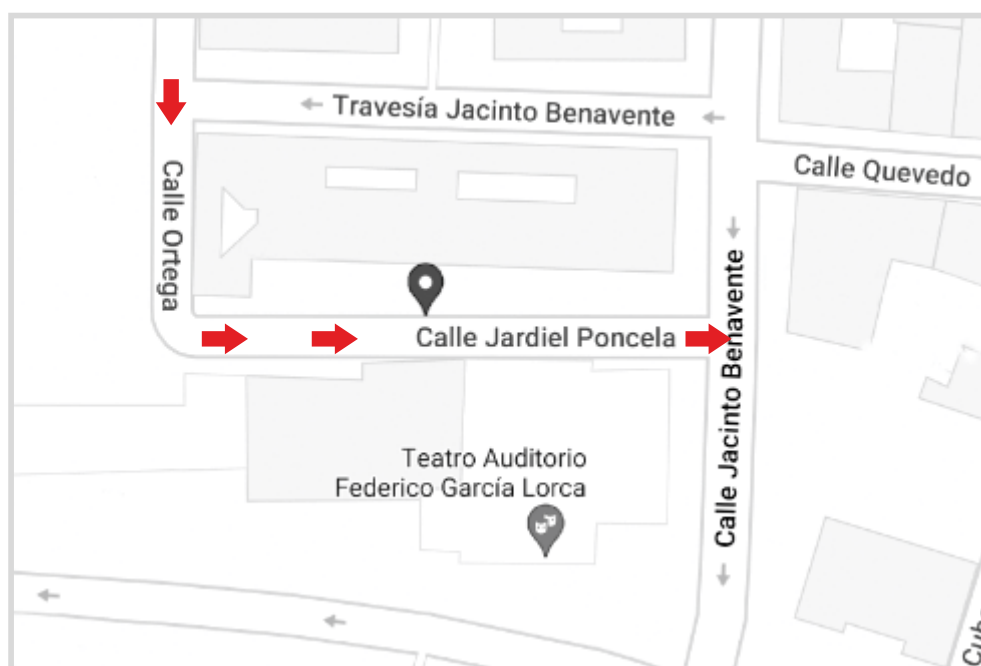 Travesía Jacinto Benavente
Calle Quevedo
Calle Ortega
Calle Jacinto Benavente
Calle Jardiel Poncela
Teatro Auditorio
Federico García Lorca